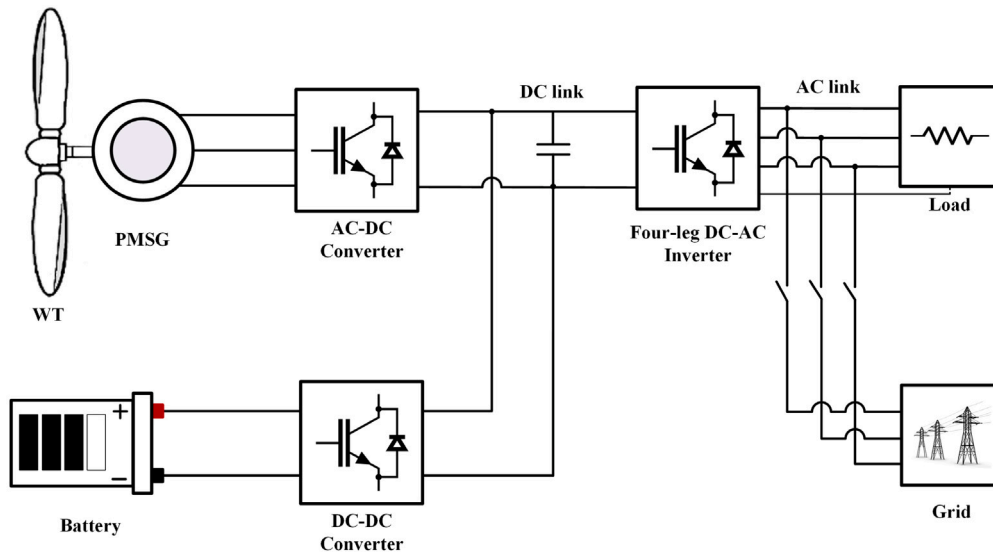 DC link
AC link
WT
PMSG
AC-DC
Converter
Four-leg DC-AC
Inverter
Load
+
−
Battery
DC-DC
Converter
Grid